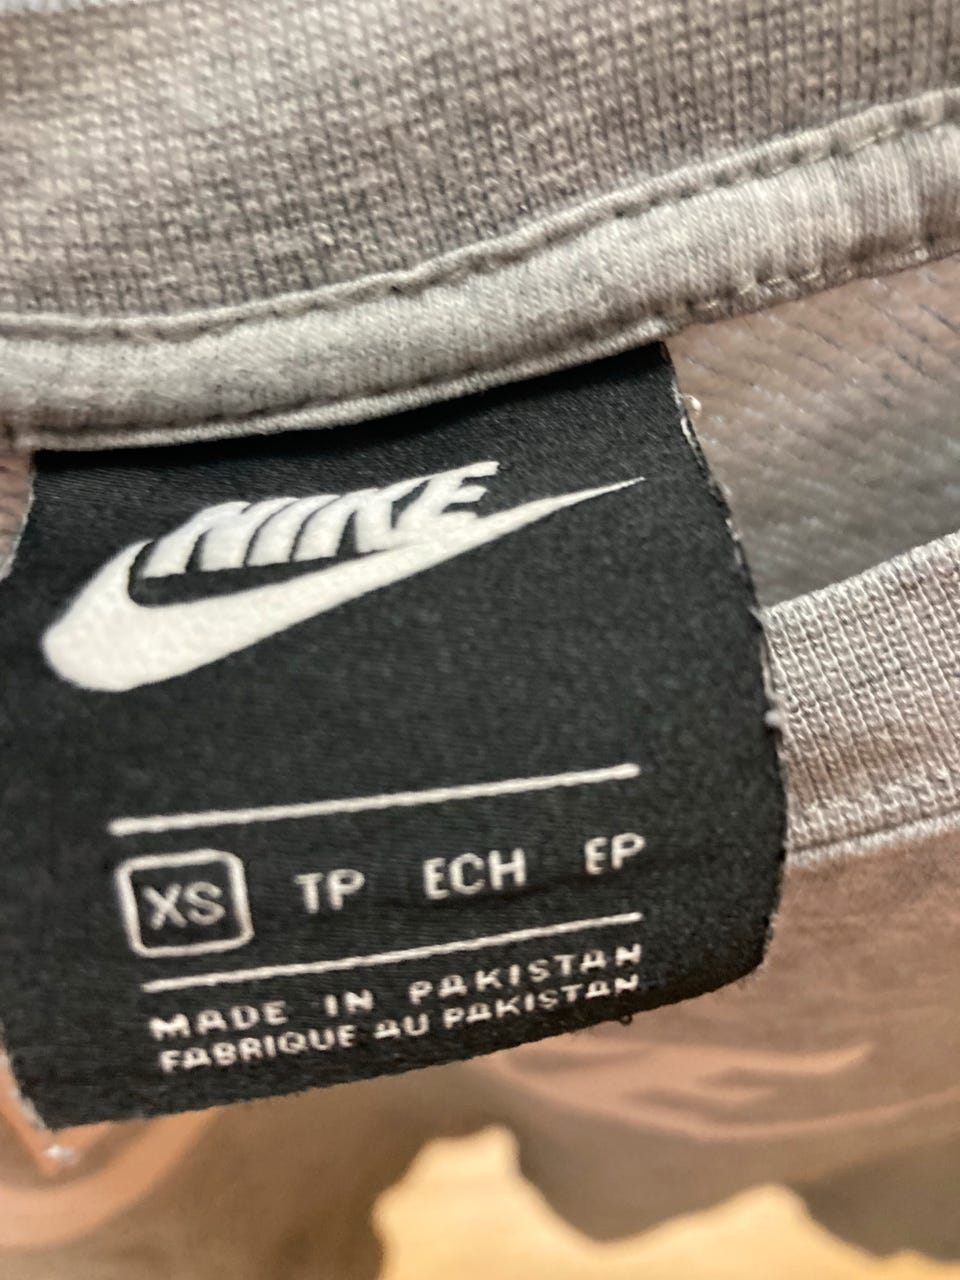 NIKE
XS TP ECH EP
MADE IN PAKISTAN
FABRIQUE AU PAKISTAN